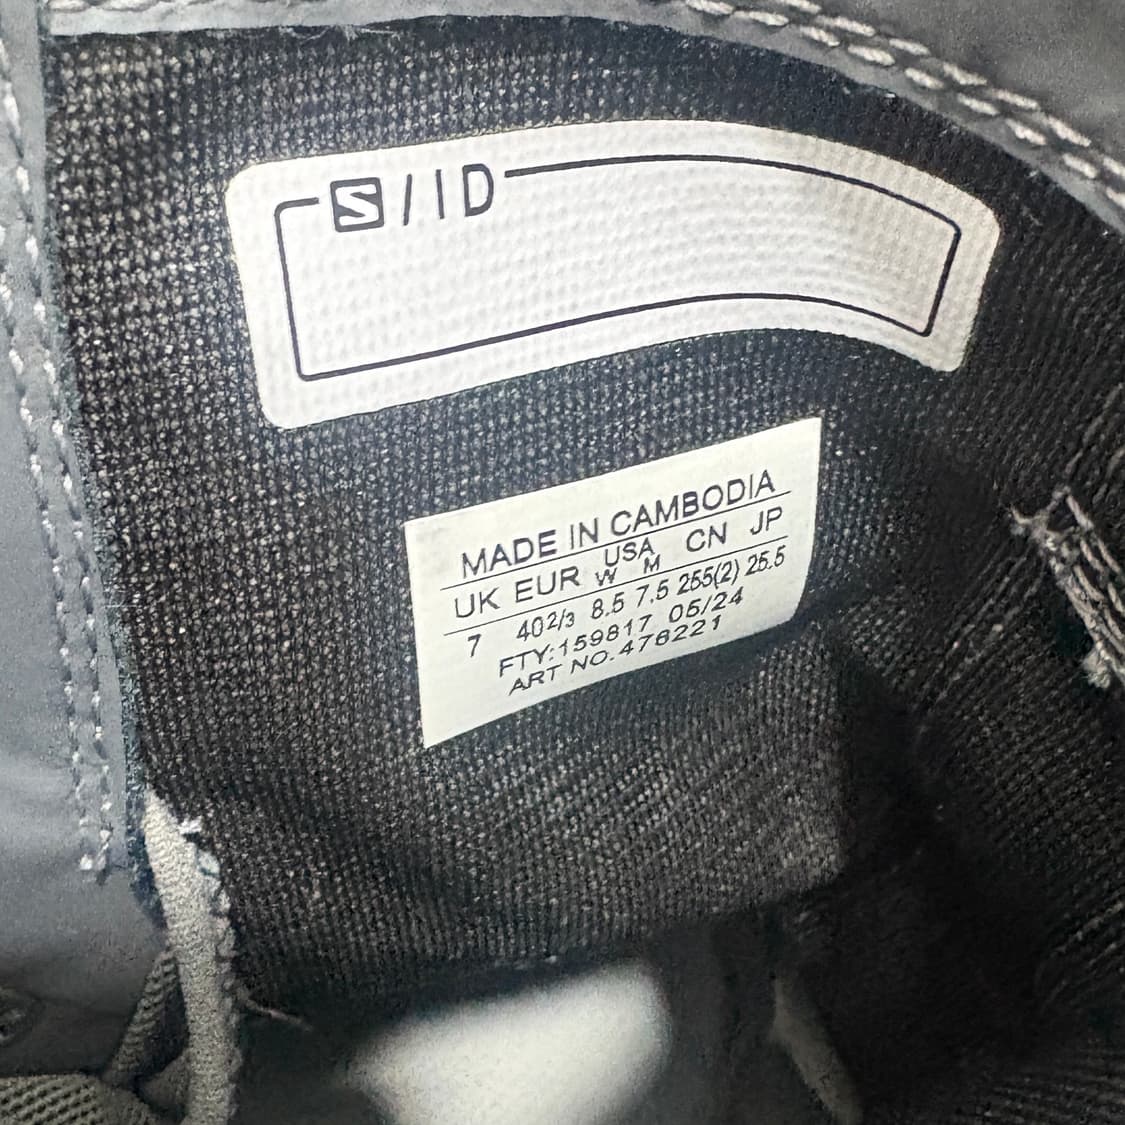 S/ID
MADE IN CAMBODIA
UK EUR USA CN JP
W M
7 40 2/3 8.5 7.5 255(2) 25.5
FTY:159817 05/24
ART NO.476221